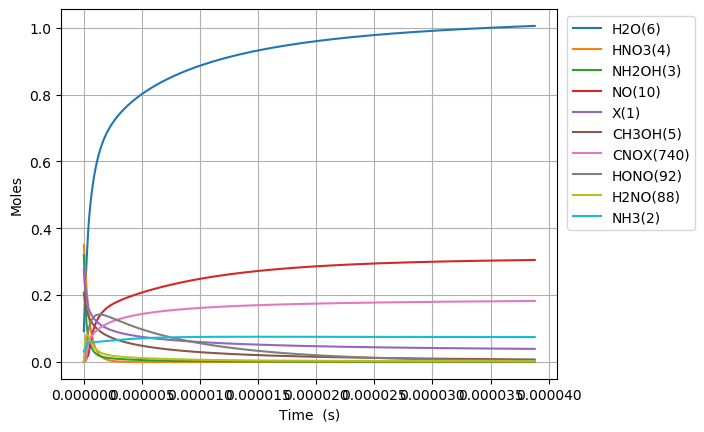 1.0
0.8
0.6
0.4
0.2
0.0
Moles
0.000000 0.000005 0.000010 0.000015 0.000020 0.000025 0.000030 0.000035 0.000040
Time (s)
H2O(6)
HNO3(4)
NH2OH(3)
NO(10)
X(1)
CH3OH(5)
CNOX(740)
HONO(92)
H2NO(88)
NH3(2)